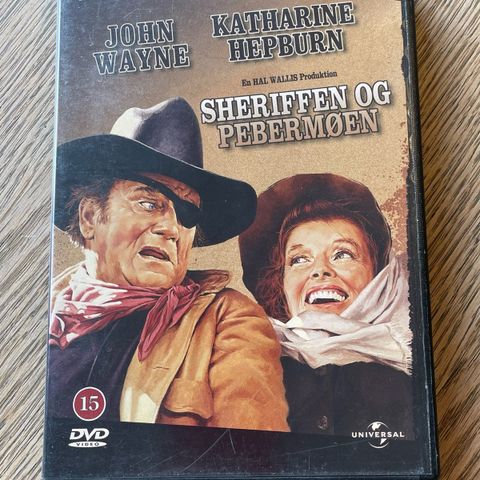 JOHN WAYNE
KATHARINE HEPBURN
En HAL WALLIS Produktion
SHERIFFEN OG
PEBERMØEN
15
DVD
VIDEO
UNIVERSAL